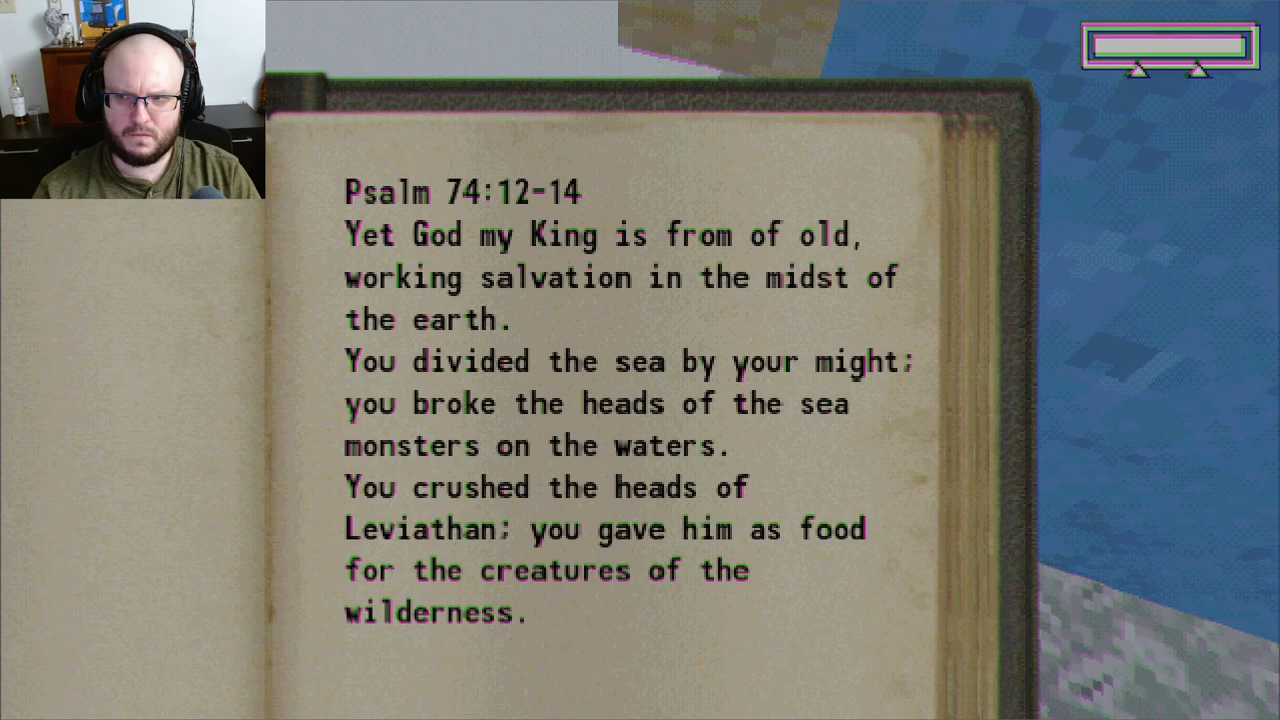 Psalm 74:12-14
Yet God my King is from of old,
working salvation in the midst of
the earth.
You divided the sea by your might;
you broke the heads of the sea
monsters on the waters.
You crushed the heads of
Leviathan; you gave him as food
for the creatures of the
wilderness.